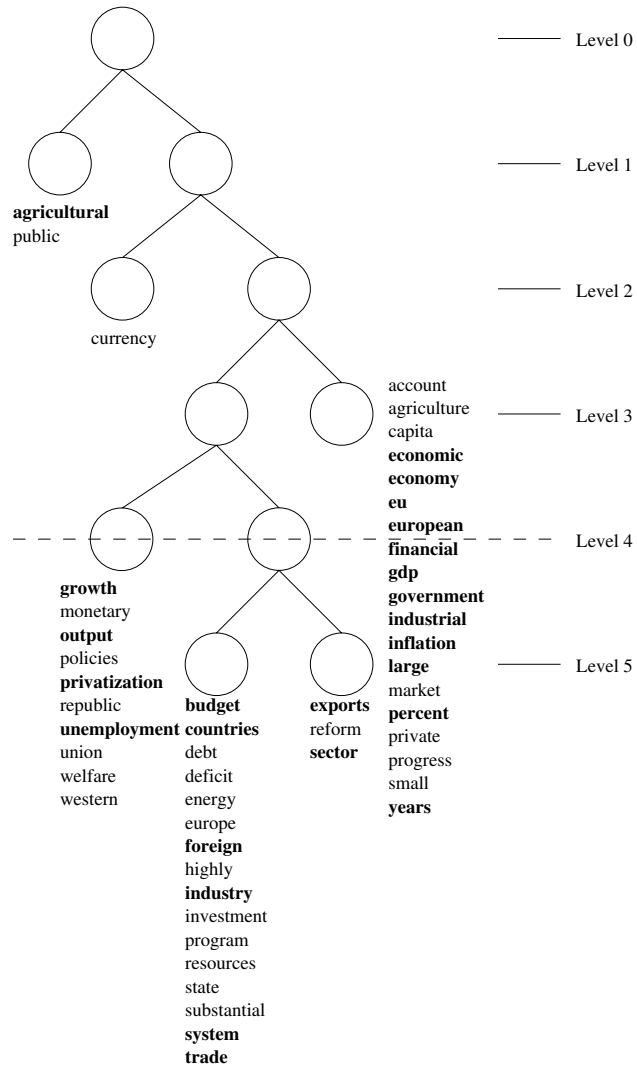 Level 0
Level 1
agricultural
public
Level 2
currency
Level 3
account
agriculture
capita
economic
economy
eu
european
financial
gdp
government
industrial
inflation
large
market
percent
private
progress
small
years
Level 4
growth
monetary
output
policies
privatization
republic
unemployment
union
welfare
western
Level 5
budget
countries
debt
deficit
energy
europe
foreign
highly
industry
investment
program
resources
state
substantial
system
trade
exports
reform
sector